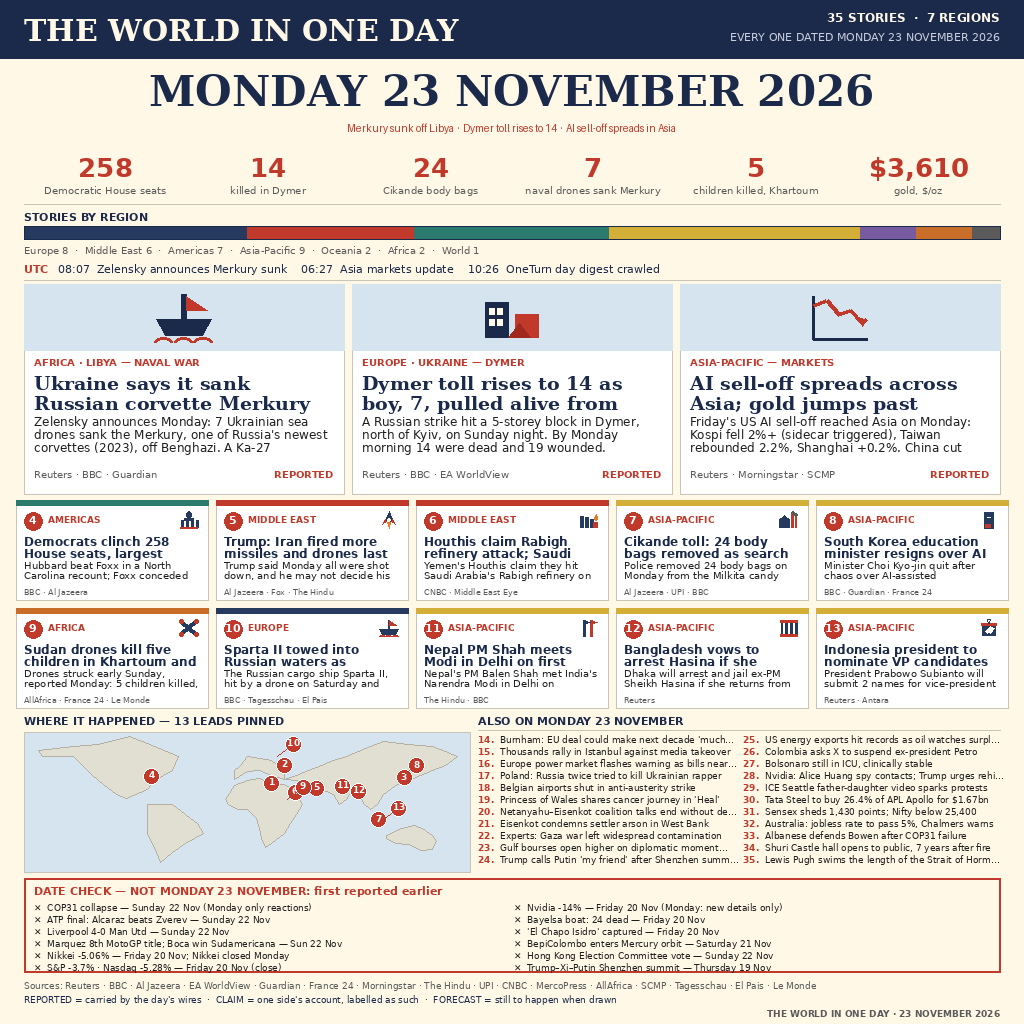 THE WORLD IN ONE DAY
35 STORIES · 7 REGIONS
EVERY ONE DATED MONDAY 23 NOVEMBER 2026
MONDAY 23 NOVEMBER 2026
Merkury sunk off Libya · Dymer toll rises to 14 · AI sell-off spreads in Asia
258
Democratic House seats
14
killed in Dymer
24
Cikande body bags
7
naval drones sank Merkury
5
children killed, Khartoum
$3,610
gold, $/oz
STORIES BY REGION
Europe 8 · Middle East 6 · Americas 7 · Asia-Pacific 9 · Oceania 2 · Africa 2 · World 1
UTC 08:07 Zelensky announces Merkury sunk 06:27 Asia markets update 10:26 OneTurn day digest crawled
AFRICA · LIBYA — NAVAL WAR
Ukraine says it sank
Russian corvette Merkury
Zelensky announces Monday: 7 Ukrainian sea
drones sank the Merkury, one of Russia's newest
corvettes (2023), off Benghazi. A Ka-27
Reuters · BBC · Guardian
REPORTED
EUROPE · UKRAINE — DYMER
Dymer toll rises to 14 as
boy, 7, pulled alive from
A Russian strike hit a 5-storey block in Dymer,
north of Kyiv, on Sunday night. By Monday
morning 14 were dead and 19 wounded.
Reuters · BBC · EA WorldView
REPORTED
ASIA-PACIFIC — MARKETS
AI sell-off spreads across
Asia; gold jumps past
Friday's US AI sell-off reached Asia on Monday:
Kospi fell 2%+ (sidecar triggered), Taiwan
rebounded 2.2%, Shanghai +0.2%. China cut
Reuters · Morningstar · SCMP
REPORTED
4 AMERICAS
Democrats clinch 258
House seats, largest
Hubbard beat Foxx in a North
Carolina recount; Foxx conceded
BBC · Al Jazeera
5 MIDDLE EAST
Trump: Iran fired more
missiles and drones last
Trump said Monday all were shot
down, and he may not decide his
Al Jazeera · Fox · The Hindu
6 MIDDLE EAST
Houthis claim Rabigh
refinery attack; Saudi
Yemen's Houthis claim they hit
Saudi Arabia's Rabigh refinery on
CNBC · Middle East Eye
7 ASIA-PACIFIC
Cikande toll: 24 body
bags removed as search
Police removed 24 body bags on
Monday from the Milkita candy
Al Jazeera · UPI · BBC
8 ASIA-PACIFIC
South Korea education
minister resigns over AI
Minister Choi Kyo-jin quit after
chaos over AI-assisted
BBC · Guardian · France 24
9 AFRICA
Sudan drones kill five
children in Khartoum and
Drones struck early Sunday,
reported Monday: 5 children killed,
AllAfrica · France 24 · Le Monde
10 EUROPE
Sparta II towed into
Russian waters as
The Russian cargo ship Sparta II,
hit by a drone on Saturday and
BBC · Tagesschau · El Pais
11 ASIA-PACIFIC
Nepal PM Shah meets
Modi in Delhi on first
Nepal's PM Balen Shah met India's
Narendra Modi in Delhi on
The Hindu · BBC
12 ASIA-PACIFIC
Bangladesh vows to
arrest Hasina if she
Dhaka will arrest and jail ex-PM
Sheikh Hasina if she returns from
Reuters
13 ASIA-PACIFIC
Indonesia president to
nominate VP candidates
President Prabowo Subianto will
submit 2 names for vice-president
Reuters · Antara
WHERE IT HAPPENED — 13 LEADS PINNED
10
2
8
4
3
1
9
5
11
12
13
7
ALSO ON MONDAY 23 NOVEMBER
14. Burnham: EU deal could make next decade 'much...
15. Thousands rally in Istanbul against media takeover
16. Europe power market flashes warning as bills near...
17. Poland: Russia twice tried to kill Ukrainian rapper
18. Belgian airports shut in anti-austerity strike
19. Princess of Wales shares cancer journey in 'Heal'
20. Netanyahu–Eisenkot coalition talks end without de...
21. Eisenkot condemns settler arson in West Bank
22. Experts: Gaza war left widespread contamination
23. Gulf bourses open higher on diplomatic moment...
24. Trump calls Putin 'my friend' after Shenzhen summ...
25. US energy exports hit record as oil watches surpl...
26. Colombia asks X to suspend ex-president Petro
27. Bolsonaro still in ICU, clinically stable
28. Nvidia: Alice Huang spy contacts; Trump urges rehi...
29. ICE Seattle father-daughter video sparks protests
30. Tata Steel to buy 26.4% of APL Apollo for $1.67bn
31. Sensex sheds 1,430 points; Nifty below 25,400
32. Australia: jobless rate to pass 5%, Chalmers warns
33. Albanese defends Bowen after COP31 failure
34. Shuri Castle hall opens to public, 7 years after fire
35. Lewis Pugh swims the length of the Strait of Horm...
DATE CHECK — NOT MONDAY 23 NOVEMBER: first reported earlier
× COP31 collapse — Sunday 22 Nov (Monday only reactions)
× ATP final: Alcaraz beats Zverev — Sunday 22 Nov
× Liverpool 4-0 Man Utd — Sunday 22 Nov
× Marquez 8th MotoGP title; Boca win Sudamericana — Sun 22 Nov
× Nikkei -5.06% — Friday 20 Nov; Nikkei closed Monday
× S&P -3.7% · Nasdaq -5.28% — Friday 20 Nov (close)
× Nvidia -14% — Friday 20 Nov (Monday: new details only)
× Bayelsa boat: 24 dead — Friday 20 Nov
× 'El Chapo Isidro' captured — Friday 20 Nov
× BepiColombo enters Mercury orbit — Saturday 21 Nov
× Hong Kong Election Committee vote — Sunday 22 Nov
× Trump–Xi–Putin Shenzhen summit — Thursday 19 Nov
Sources: Reuters · BBC · Al Jazeera · EA WorldView · Guardian · France 24 · Morningstar · The Hindu · UPI · CNBC · MercoPress · AllAfrica · SCMP · Tagesschau · El Pais · Le Monde
REPORTED = carried by the day's wires · CLAIM = one side's account, labelled as such · FORECAST = still to happen when drawn
THE WORLD IN ONE DAY · 23 NOVEMBER 2026